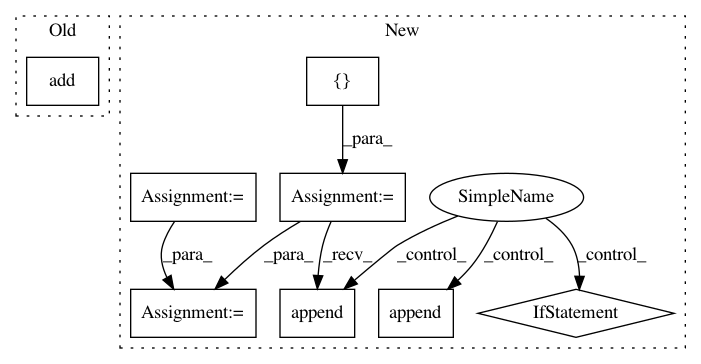 Old
New
add
{}
_para_
Assignment:=
Assignment:=
SimpleName
_para_
_para_
_recv_
_control_
_control_
_control_
Assignment:=
append
append
IfStatement